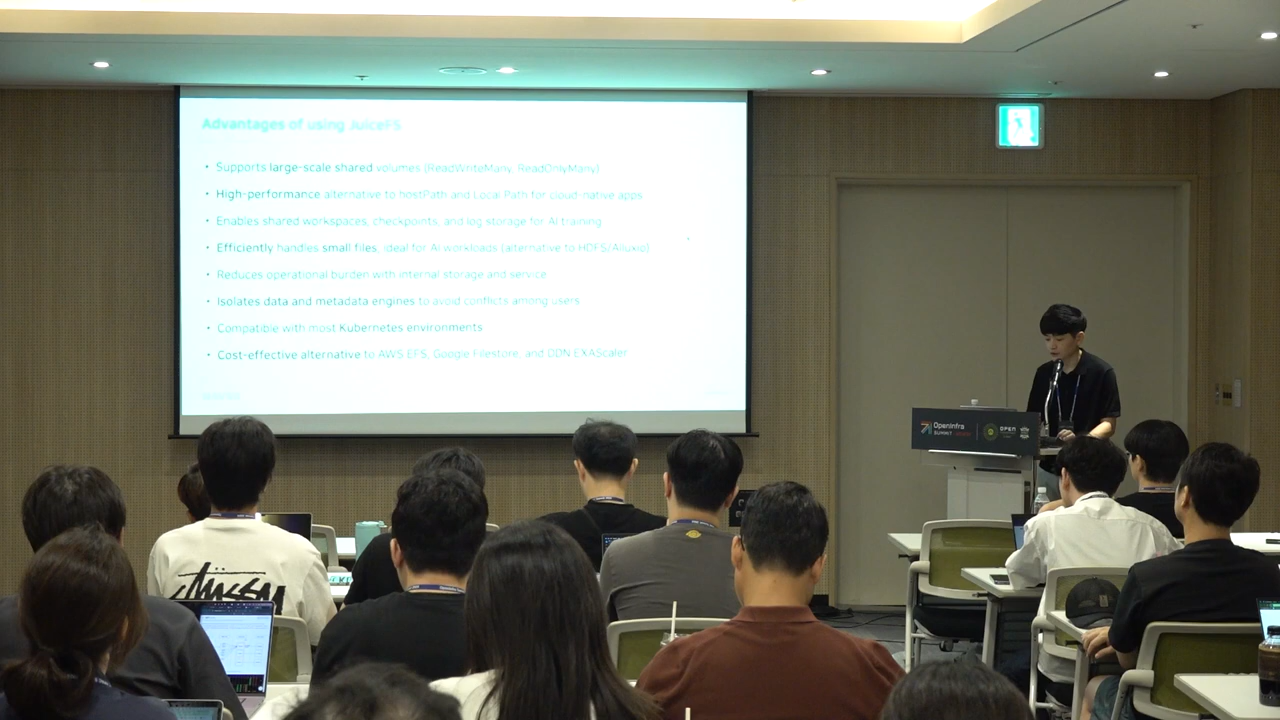 Advantages of using JuiceFS
• Supports large-scale shared volumes (ReadWriteMany, ReadOnlyMany)
• High-performance alternative to hostPath and Local Path for cloud-native apps
• Enables shared workspaces, checkpoints, and log storage for AI training
• Efficiently handles small files, ideal for AI workloads (alternative to HDFS/Alluxio)
• Reduces operational burden with internal storage and service
• Isolates data and metadata engines to avoid conflicts among users
• Compatible with most Kubernetes environments
• Cost-effective alternative to AWS EFS, Google Filestore, and DDN EXAScaler
OpenInfra
SUMMIT
OPEN
Stüssy